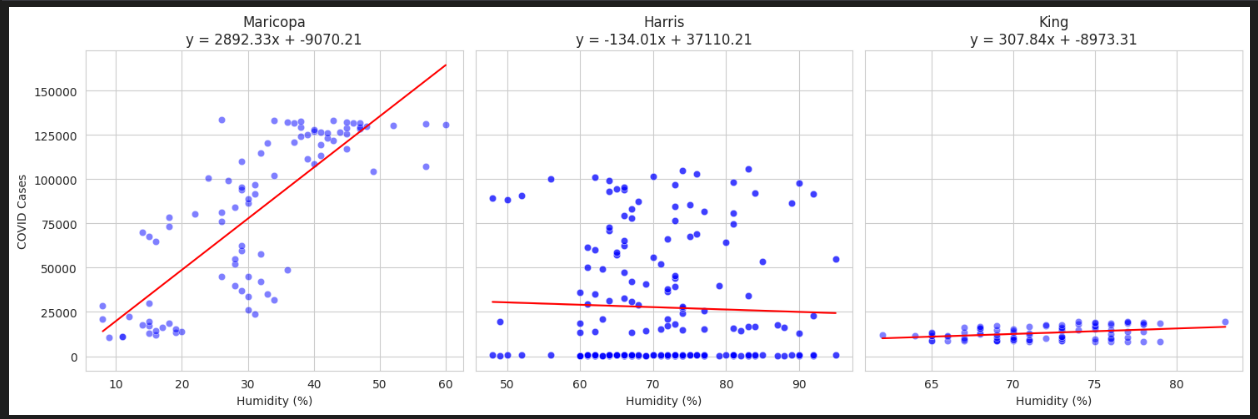 Maricopa
y = 2892.33x + -9070.21
Harris
y = -134.01x + 37110.21
King
y = 307.84x + -8973.31
COVID Cases
150000
125000
100000
75000
50000
25000
0
10 20 30 40 50 60
Humidity (%)
50 60 70 80 90
Humidity (%)
65 70 75 80
Humidity (%)